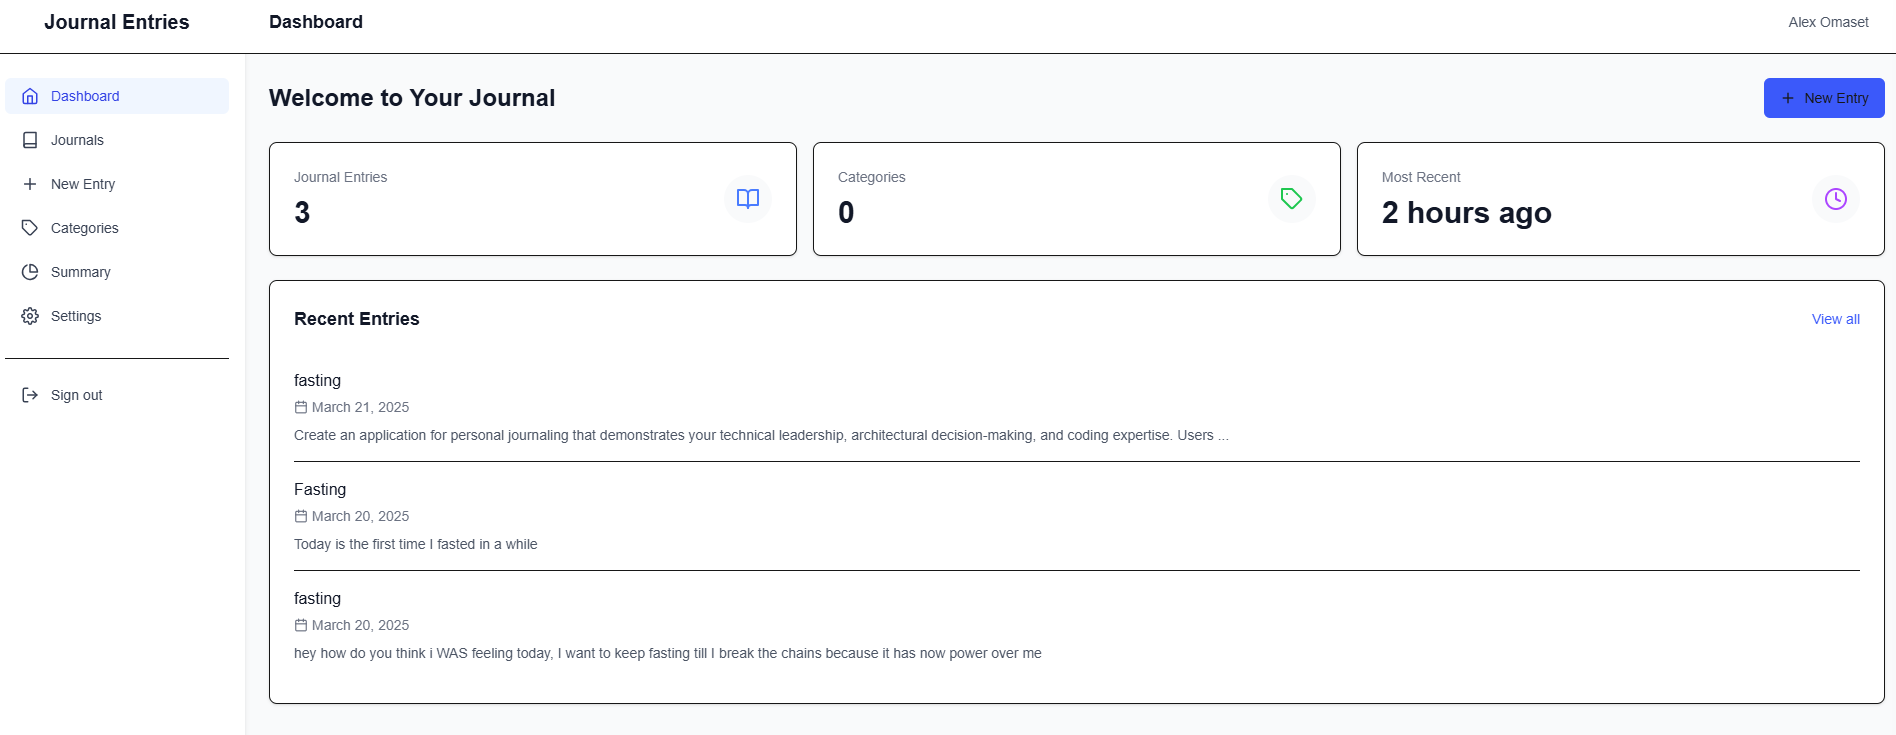 Journal Entries
Dashboard
Alex Omaset
Dashboard
Journals
New Entry
Categories
Summary
Settings
Sign out
Welcome to Your Journal
New Entry
Journal Entries
3
Categories
0
Most Recent
2 hours ago
Recent Entries
View all
fasting
March 21, 2025
Create an application for personal journaling that demonstrates your technical leadership, architectural decision-making, and coding expertise. Users ...
Fasting
March 20, 2025
Today is the first time I fasted in a while
fasting
March 20, 2025
hey how do you think i WAS feeling today, I want to keep fasting till I break the chains because it has now power over me